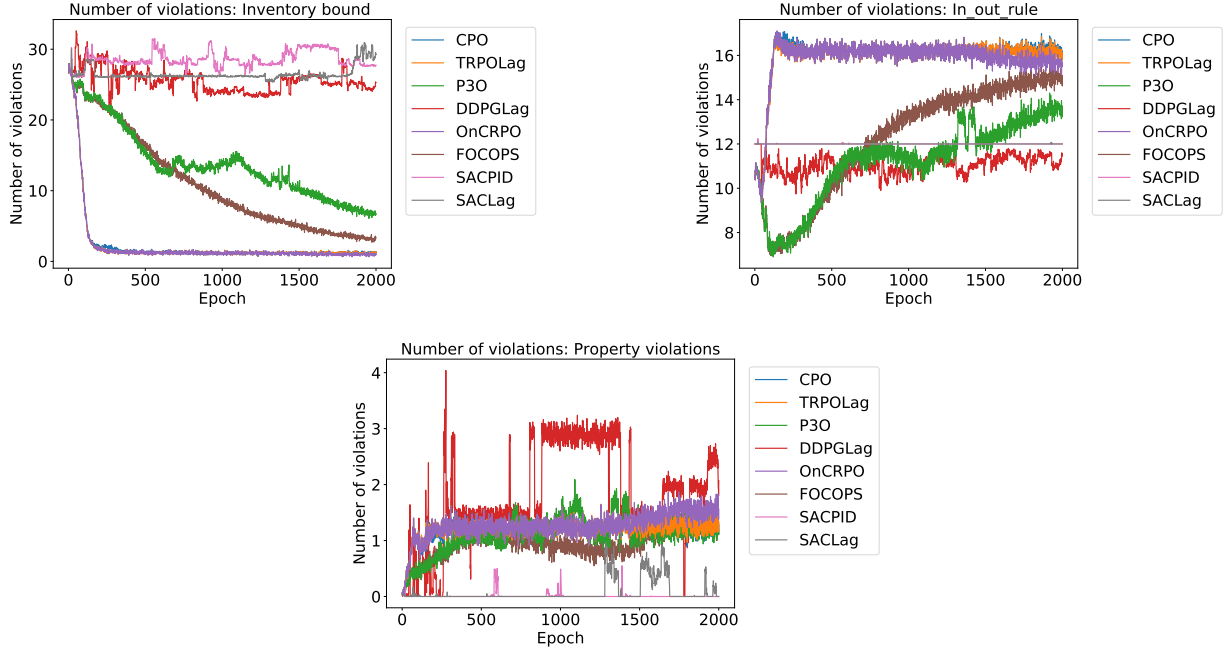 Number of violations: Inventory bound
Number of violations
30
20
10
0
0
500
1000
1500
2000
Epoch
CPO
TRPOLag
P3O
DDPGLag
OnCRPO
FOCOPS
SACPID
SACLag
Number of violations: In_out_rule
Number of violations
16
14
12
10
8
0
500
1000
1500
2000
Epoch
CPO
TRPOLag
P3O
DDPGLag
OnCRPO
FOCOPS
SACPID
SACLag
Number of violations: Property violations
Number of violations
4
3
2
1
0
0
500
1000
1500
2000
Epoch
CPO
TRPOLag
P3O
DDPGLag
OnCRPO
FOCOPS
SACPID
SACLag